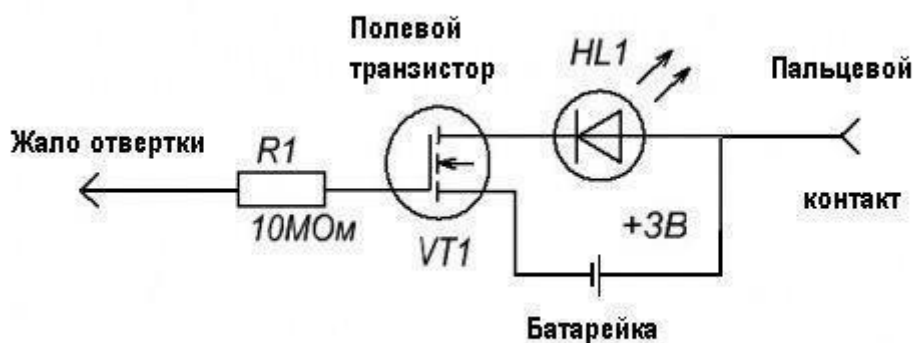 Полевой
транзистор
HL1
Пальцевой
Жало отвертки
R1
контакт
10МОм
VT1
+3В
Батарейка